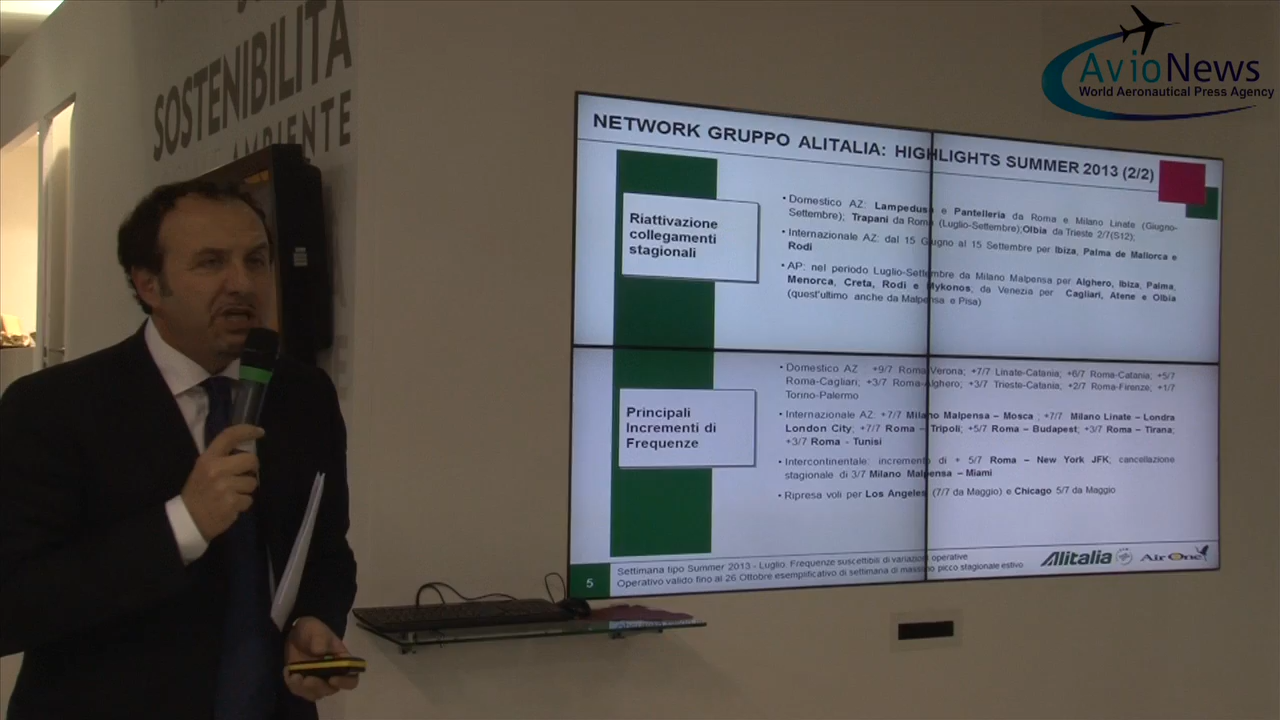 SOSTENIBILITÀ
AMBIENTE
AvioNews
World Aeronautical Press Agency
NETWORK GRUPPO ALITALIA: HIGHLIGHTS SUMMER 2013 (2/2)
Riattivazione
collegamenti
stagionali
• Domestico AZ: Lampedusa e Pantelleria da Roma e Milano Linate (Giugno-
Settembre); Trapani da Roma (Luglio-Settembre);Olbia da Trieste 2/7(S12);
• Internazionale AZ: dal 15 Giugno al 15 Settembre per Ibiza, Palma de Mallorca e
Rodi
• AP: nel periodo Luglio-Settembre da Milano Malpensa per Alghero, Ibiza, Palma,
Menorca, Creta, Rodi e Mykonos, da Venezia per Cagliari, Atene e Olbia
(quest'ultimo anche da Malpensa e Pisa)
Principali
Incrementi di
Frequenze
• Domestico AZ +9/7 Roma-Verona; +7/7 Linate-Catania; +6/7 Roma-Catania; +5/7
Roma-Cagliari; +3/7 Roma-Alghero; +3/7 Trieste-Catania, +2/7 Roma-Firenze; +1/7
Torino-Palermo
• Internazionale AZ: +7/7 Milano Malpensa – Mosca ; +7/7 Milano Linate – Londra
London City; +7/7 Roma – Tripoli; +5/7 Roma – Budapest; +3/7 Roma – Tirana;
+3/7 Roma - Tunisi
• Intercontinentale: incremento di + 5/7 Roma – New York JFK; cancellazione
stagionale di 3/7 Milano Malpensa – Miami
• Ripresa voli per Los Angeles (7/7 da Maggio) e Chicago 5/7 da Maggio
5
Settimana tipo Summer 2013 - Luglio. Frequenze suscettibili di variazioni operative
Operativo valido fino al 26 Ottobre esemplificativo di settimana di massimo picco stagionale estivo
Alitalia
Air One